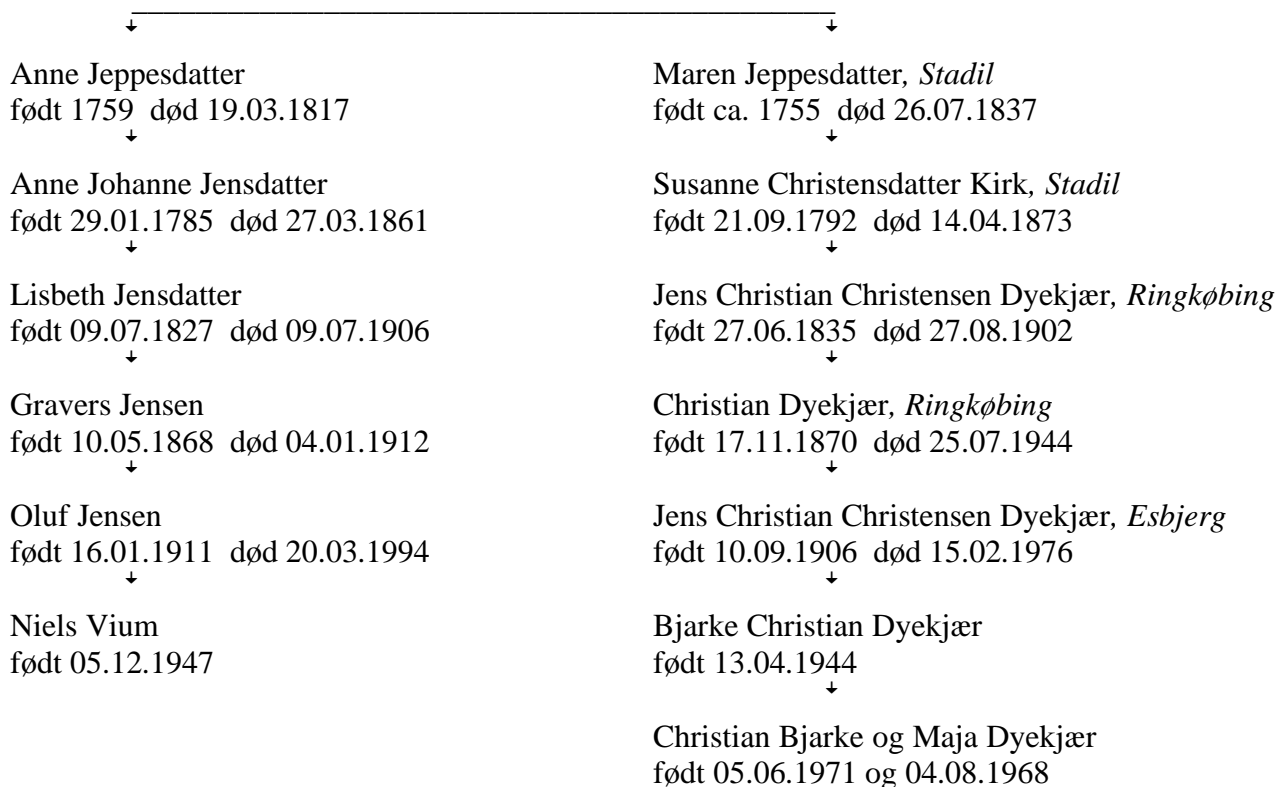 Anne Jeppesdatter
født 1759 død 19.03.1817
Anne Johanne Jensdatter
født 29.01.1785 død 27.03.1861
Lisbeth Jensdatter
født 09.07.1827 død 09.07.1906
Gravers Jensen
født 10.05.1868 død 04.01.1912
Oluf Jensen
født 16.01.1911 død 20.03.1994
Niels Vium
født 05.12.1947
Maren Jeppesdatter, Stadil
født ca. 1755 død 26.07.1837
Susanne Christensdatter Kirk, Stadil
født 21.09.1792 død 14.04.1873
Jens Christian Christensen Dyekjær, Ringkøbing
født 27.06.1835 død 27.08.1902
Christian Dyekjær, Ringkøbing
født 17.11.1870 død 25.07.1944
Jens Christian Christensen Dyekjær, Esbjerg
født 10.09.1906 død 15.02.1976
Bjarke Christian Dyekjær
født 13.04.1944
Christian Bjarke og Maja Dyekjær
født 05.06.1971 og 04.08.1968